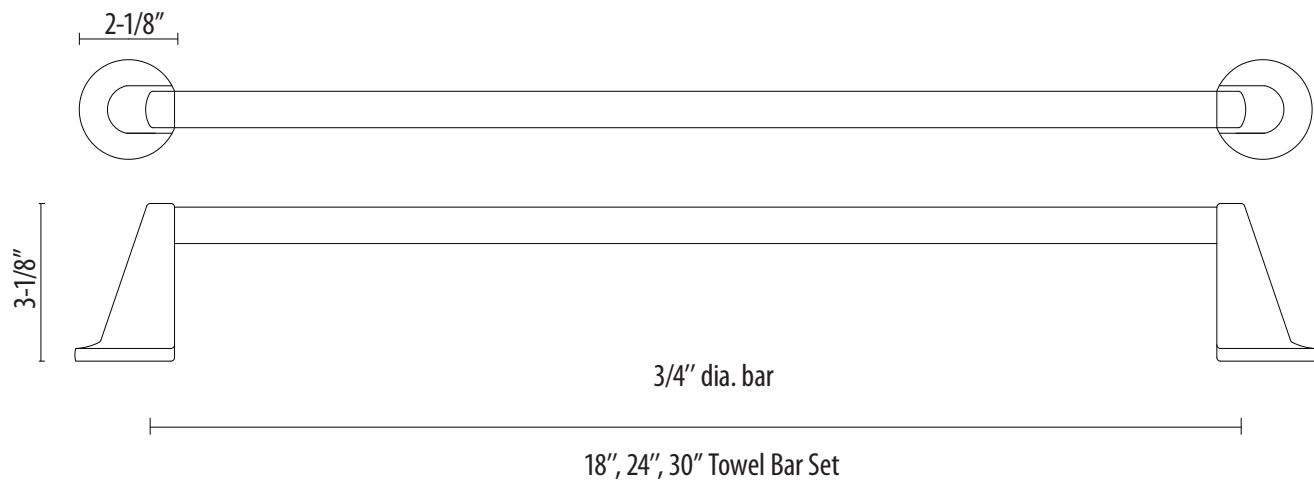 2-1/8”
3-1/8”
3/4’’ dia. bar
18’’, 24’’, 30” Towel Bar Set